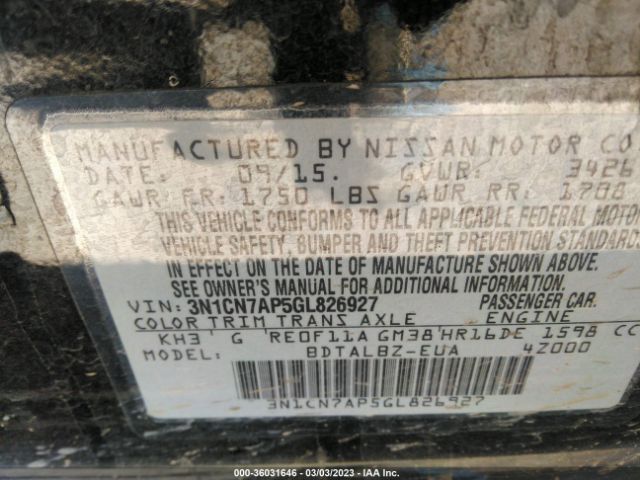 MANUFACTURED BY NISSAN MOTOR CO
DATE: 09/15. GVWR: 3426
GAWR FR: 1750 LBS GAWR RR: 1708
THIS VEHICLE CONFORMS TO ALL APPLICABLE FEDERAL MOTO
VEHICLE SAFETY, BUMPER AND THEFT PREVENTION STANDARD
IN EFFECT ON THE DATE OF MANUFACTURE SHOWN ABOVE.
SEE OWNER'S MANUAL FOR ADDITIONAL INFORMATION.
VIN: 3N1CN7AP5GL826927 PASSENGER CAR.
COLOR TRIM TRANS AXLE ENGINE
KH3 G RE0F11A GM38 HR16DE 1598 CC
MODEL: BDTALBZ-EUA 4Z000
3N1CN7AP5GL826927
000-36031646 - 03/03/2023 - IAA Inc.